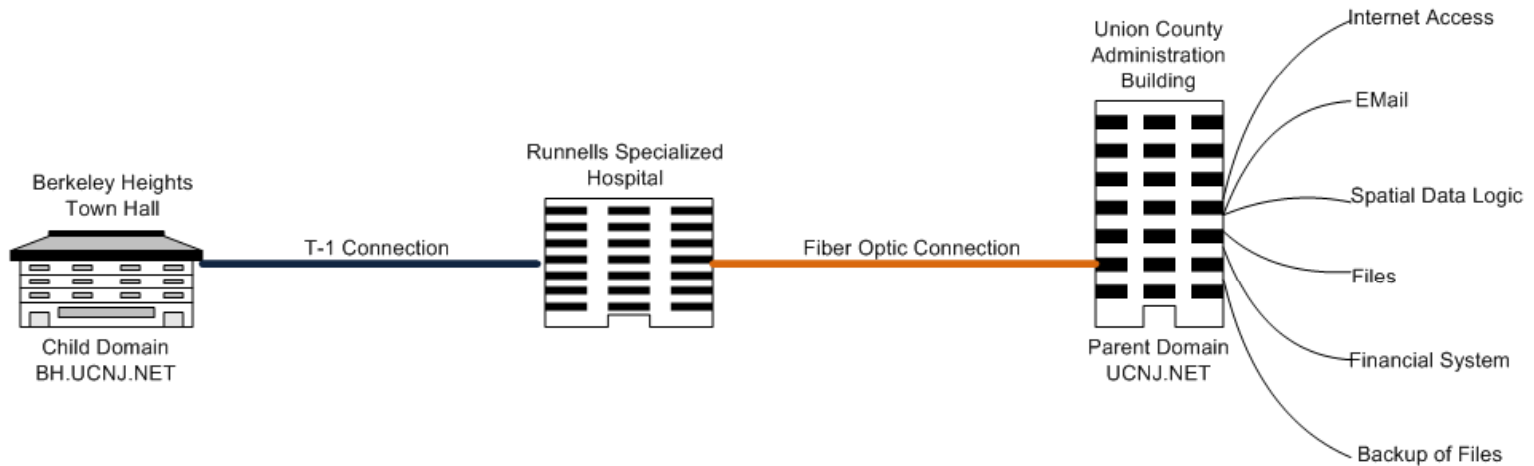 Berkeley Heights
Town Hall
Child Domain
BH.UCNJ.NET
T-1 Connection
Runnells Specialized
Hospital
Fiber Optic Connection
Union County
Administration
Building
Parent Domain
UCNJ.NET
Internet Access
EMail
Spatial Data Logic
Files
Financial System
Backup of Files